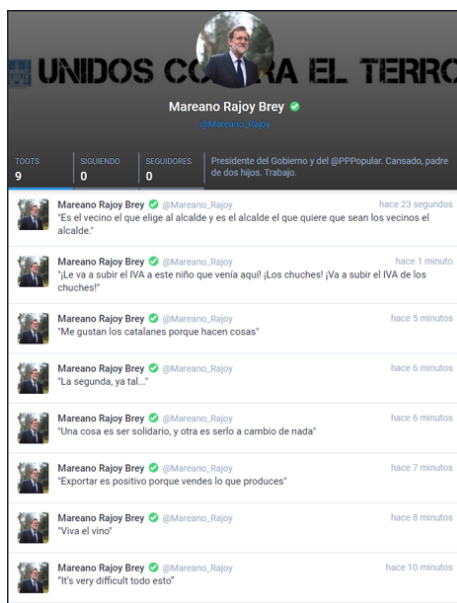 UNIDOS CO RA EL TERRO
Mareano Rajoy Brey
@Mareano_Rajoy
TOOTS
9
SIGUIENDO
0
SEGUIDORES
0
Presidente del Gobierno y del @PPPopular. Cansado, padre
de dos hijos. Trabajo.
Mareano Rajoy Brey @Mareano_Rajoy hace 23 segundos
"Es el vecino el que elige al alcalde y es el alcalde el que quiere que sean los vecinos el
alcalde."
Mareano Rajoy Brey @Mareano_Rajoy hace 1 minuto
"¡Le va a subir el IVA a este niño que venía aquí! ¡Los chuches! ¡Va a subir el IVA de los
chuches!"
Mareano Rajoy Brey @Mareano_Rajoy hace 5 minutos
"Me gustan los catalanes porque hacen cosas"
Mareano Rajoy Brey @Mareano_Rajoy hace 6 minutos
"La segunda, ya tal..."
Mareano Rajoy Brey @Mareano_Rajoy hace 6 minutos
"Una cosa es ser solidario, y otra es serlo a cambio de nada"
Mareano Rajoy Brey @Mareano_Rajoy hace 7 minutos
"Exportar es positivo porque vendes lo que produces"
Mareano Rajoy Brey @Mareano_Rajoy hace 8 minutos
"Viva el vino"
Mareano Rajoy Brey @Mareano_Rajoy hace 10 minutos
"It's very difficult todo esto"